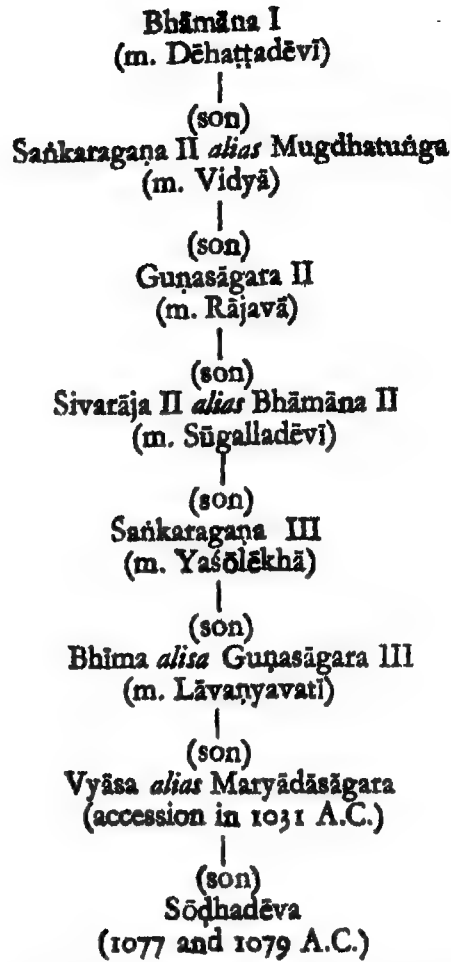 Bhāmāna I
(m. Dēhaṭṭadēvī)
(son)
Saṅkaragaṇa II alias Mugdhatuṅga
(m. Vidyā)
(son)
Guṇasāgara II
(m. Rājavā)
(son)
Sivarāja II alias Bhāmāna II
(m. Sūgalladēvī)
(son)
Saṅkaragaṇa III
(m. Yaśōlēkhā)
(son)
Bhīma alisa Guṇasāgara III
(m. Lāvaṇyavatī)
(son)
Vyāsa alias Maryādāsāgara
(accession in 1031 A.C.)
(son)
Sōḍhadēva
(1077 and 1079 A.C.)